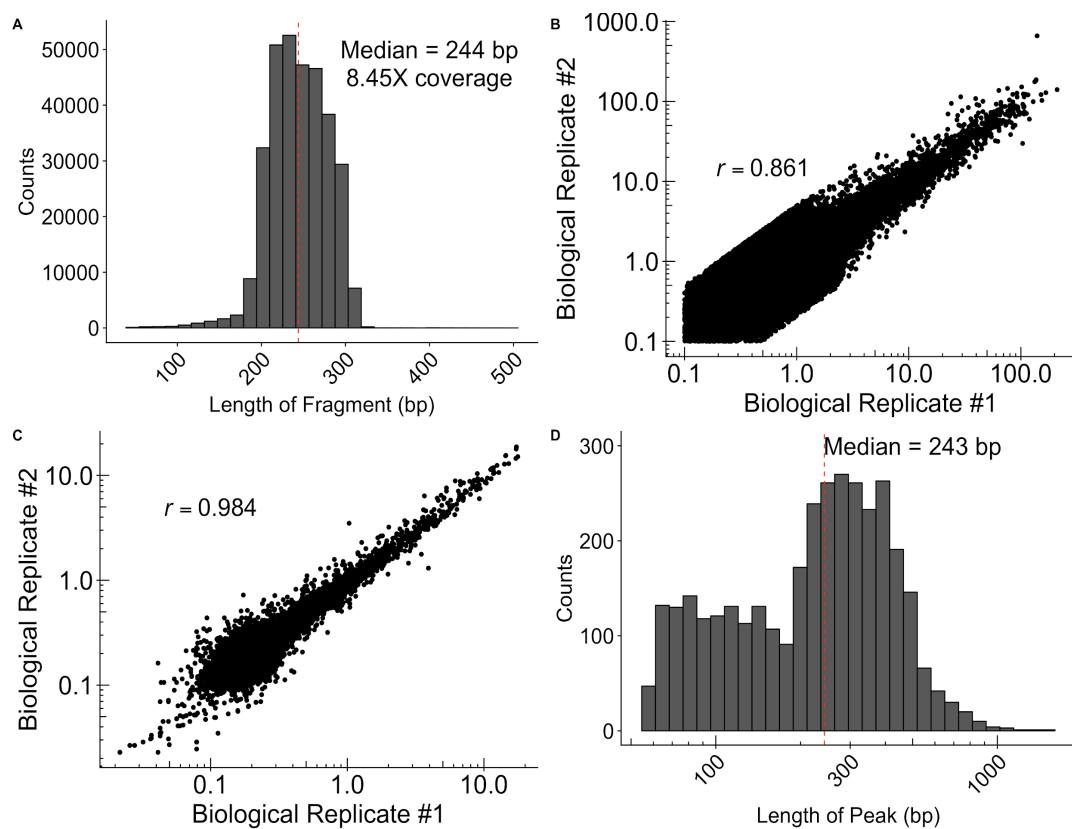 A
Median = 244 bp
8.45X coverage
Counts
50000
40000
30000
20000
10000
0
100
200
300
400
500
Length of Fragment (bp)
B
r = 0.861
Biological Replicate #2
1000.0
100.0
10.0
1.0
0.1
0.1
1.0
10.0
100.0
Biological Replicate #1
C
r = 0.984
Biological Replicate #2
10.0
1.0
0.1
0.1
1.0
10.0
Biological Replicate #1
D
Median = 243 bp
Counts
300
200
100
0
100
300
1000
Length of Peak (bp)